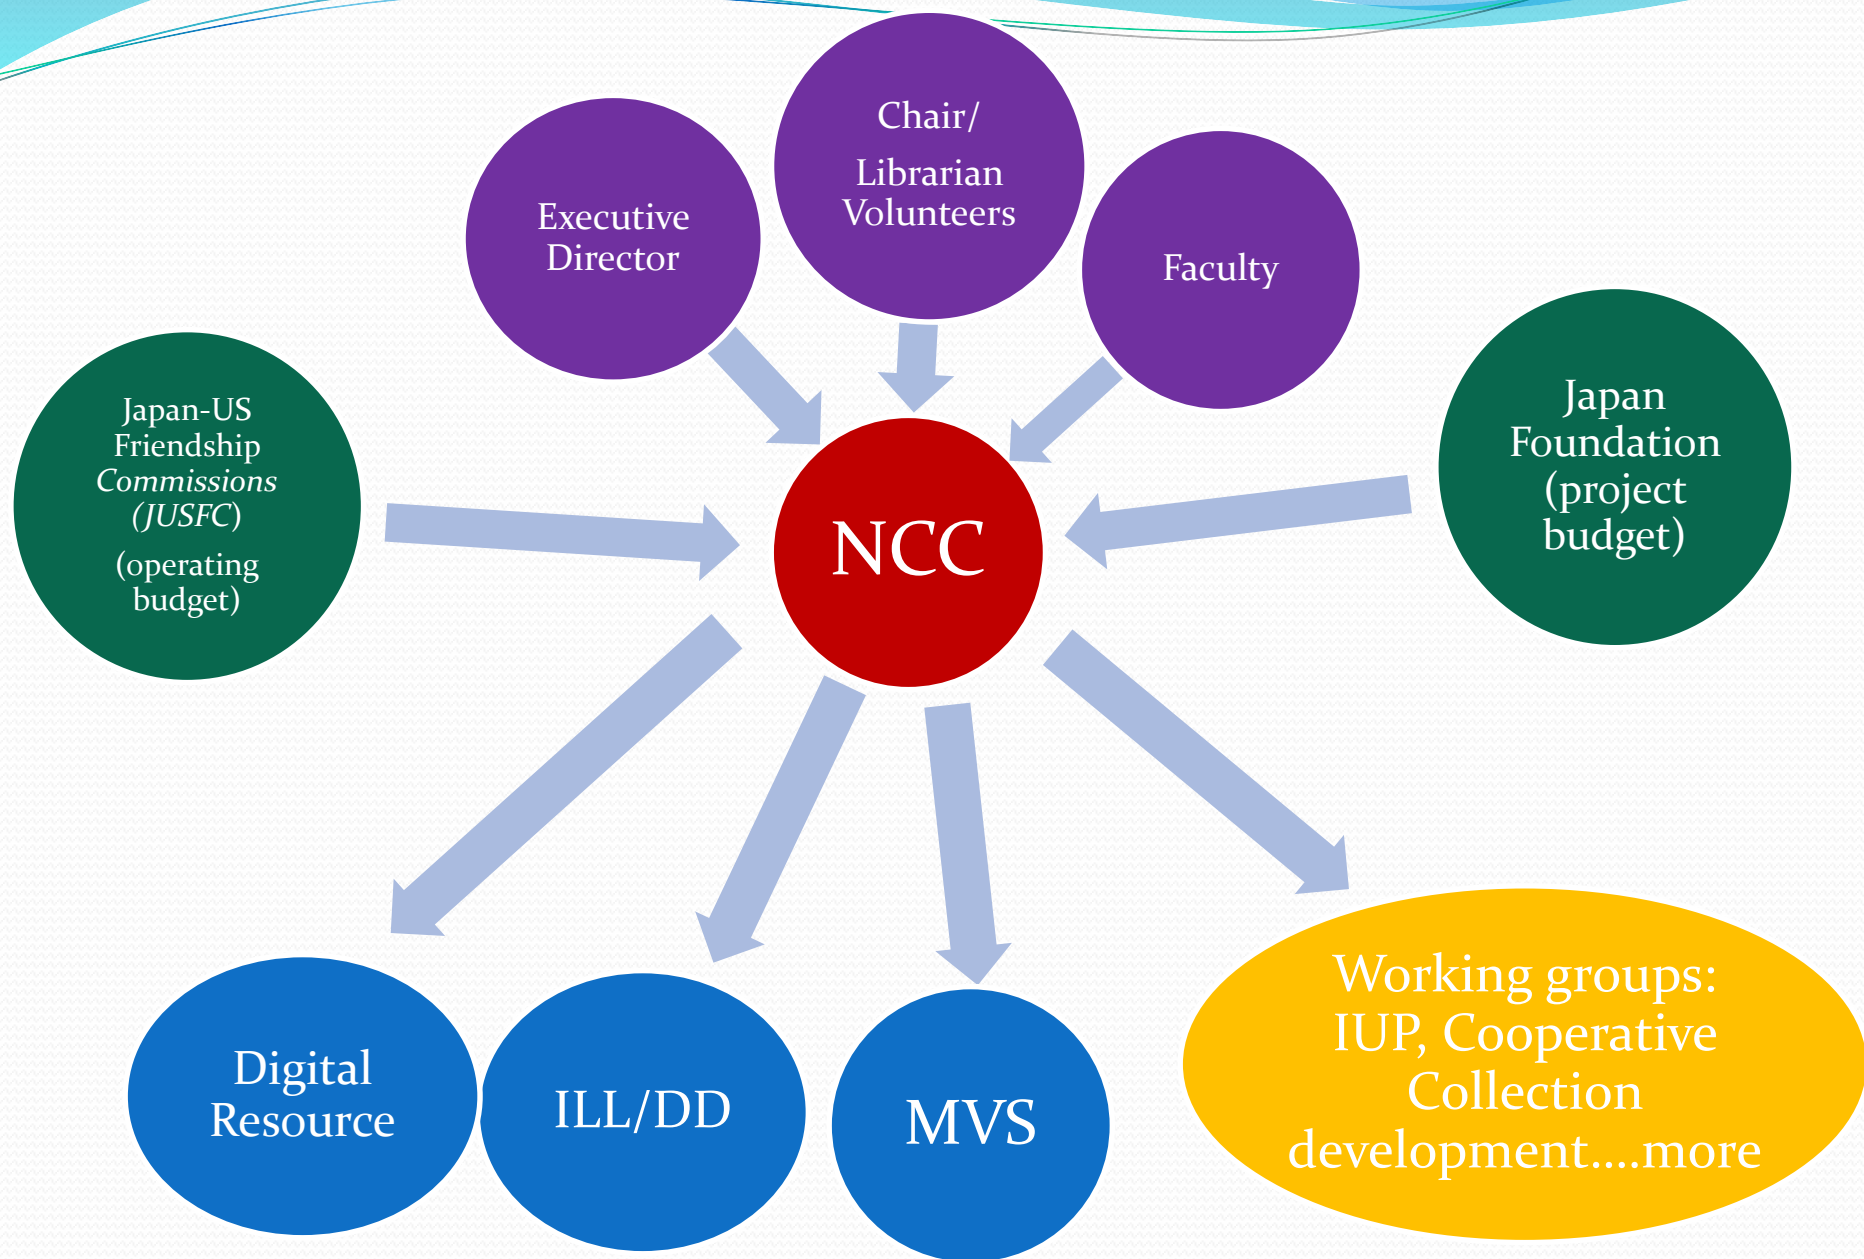 Chair/
Librarian
Volunteers
Executive
Director
Faculty
Japan-US
Friendship
Commissions
(JUSFC)
(operating
budget)
Japan
Foundation
(project
budget)
NCC
Digital
Resource
ILL/DD
MVS
Working groups:
IUP, Cooperative
Collection
development....more